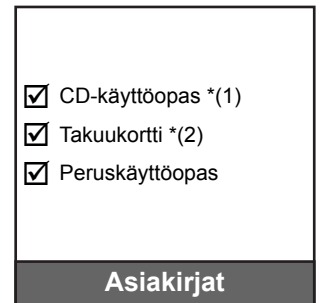 CD-käyttöopas *(1)
Takuukortti *(2)
Peruskäyttöopas
Asiakirjat